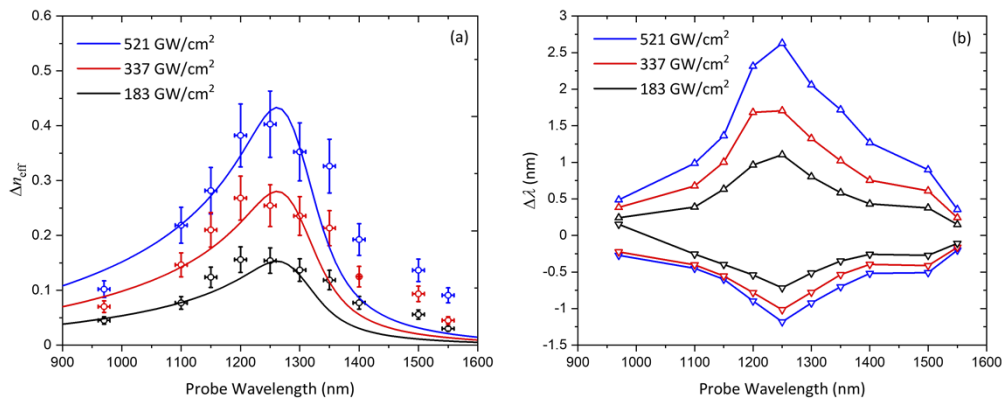 (a)
521 GW/cm²
337 GW/cm²
183 GW/cm²
0.6
0.5
0.4
0.3
0.2
0.1
0
Δn_eff
900 1000 1100 1200 1300 1400 1500 1600
Probe Wavelength (nm)
(b)
521 GW/cm²
337 GW/cm²
183 GW/cm²
3
2.5
2
1.5
1
0.5
0
-0.5
-1.0
-1.5
Δλ (nm)
900 1000 1100 1200 1300 1400 1500 1600
Probe Wavelength (nm)